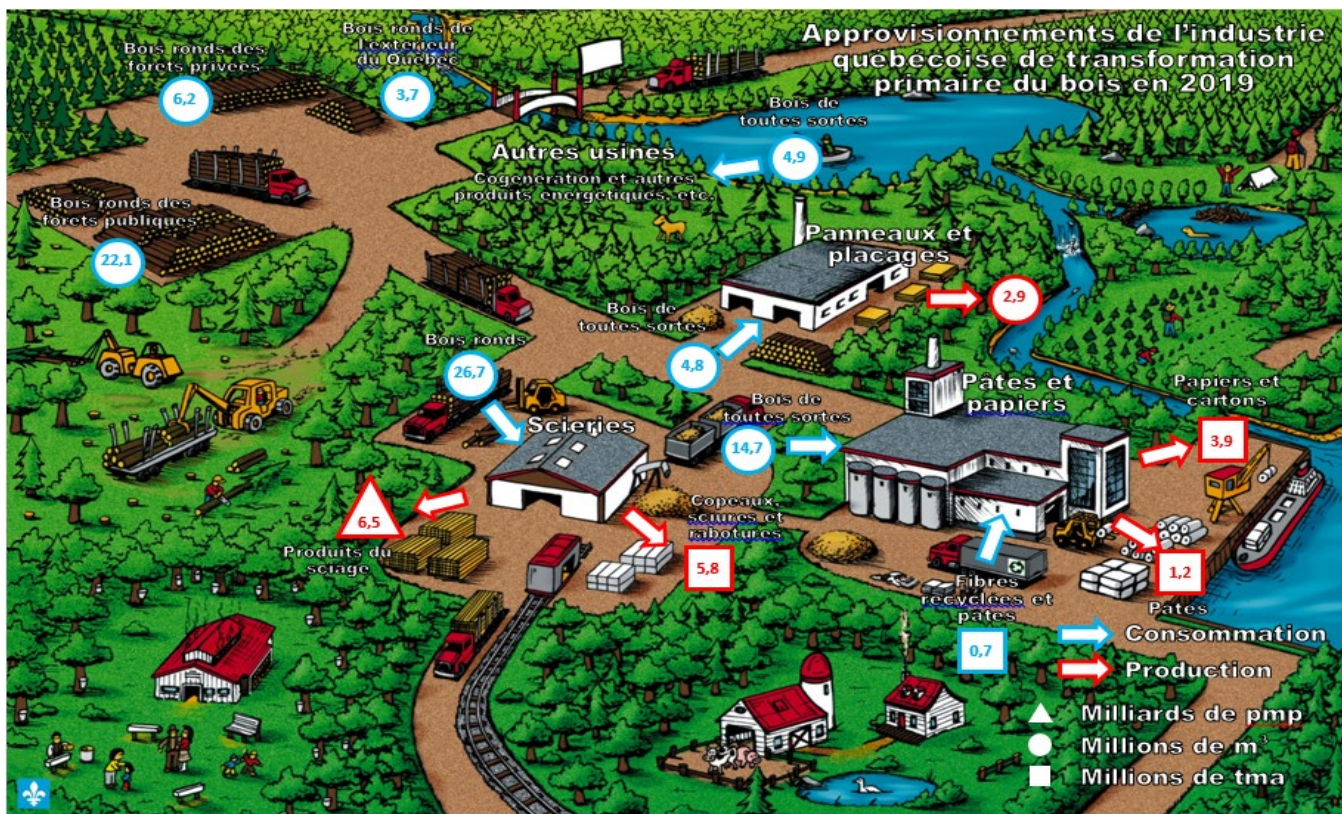 Approvisionnements de l'industrie
québécoise de transformation
primaire du bois en 2019
Bois ronds des
forêts privées
6,2
Bois ronds de
l'extérieur
du Québec
3,7
Bois de
toutes sortes
4,9
Autres usines
Cogénération et autres
produits énergétiques, etc.
Bois ronds des
forêts publiques
22,1
Panneaux et
placages
2,9
Bois de
toutes sortes
4,8
Bois ronds
26,7
Scieries
Bois de
toutes sortes
14,7
Pâtes et
papiers
Papiers et
cartons
3,9
6,5
Produits du
sciage
Copeaux,
sciures et
rabotures
5,8
Fibres
recyclées et
pâtes
0,7
1,2
Pates
Consommation
Production
Milliards de pmp
Millions de m³
Millions de tma